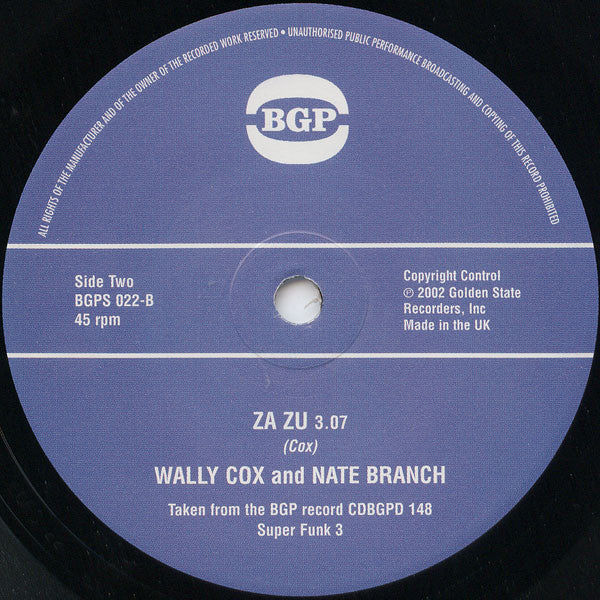 ALL RIGHTS OF THE MANUFACTURER AND OF THE OWNER OF THE RECORDED WORK RESERVED • UNAUTHORISED PUBLIC PERFORMANCE BROADCASTING AND COPYING OF THIS RECORD PROHIBITED
BGP
Side Two
BGPS 022-B
45 rpm
Copyright Control
℗ 2002 Golden State
Recorders, Inc
Made in the UK
ZA ZU 3.07
(Cox)
WALLY COX and NATE BRANCH
Taken from the BGP record CDBGPD 148
Super Funk 3